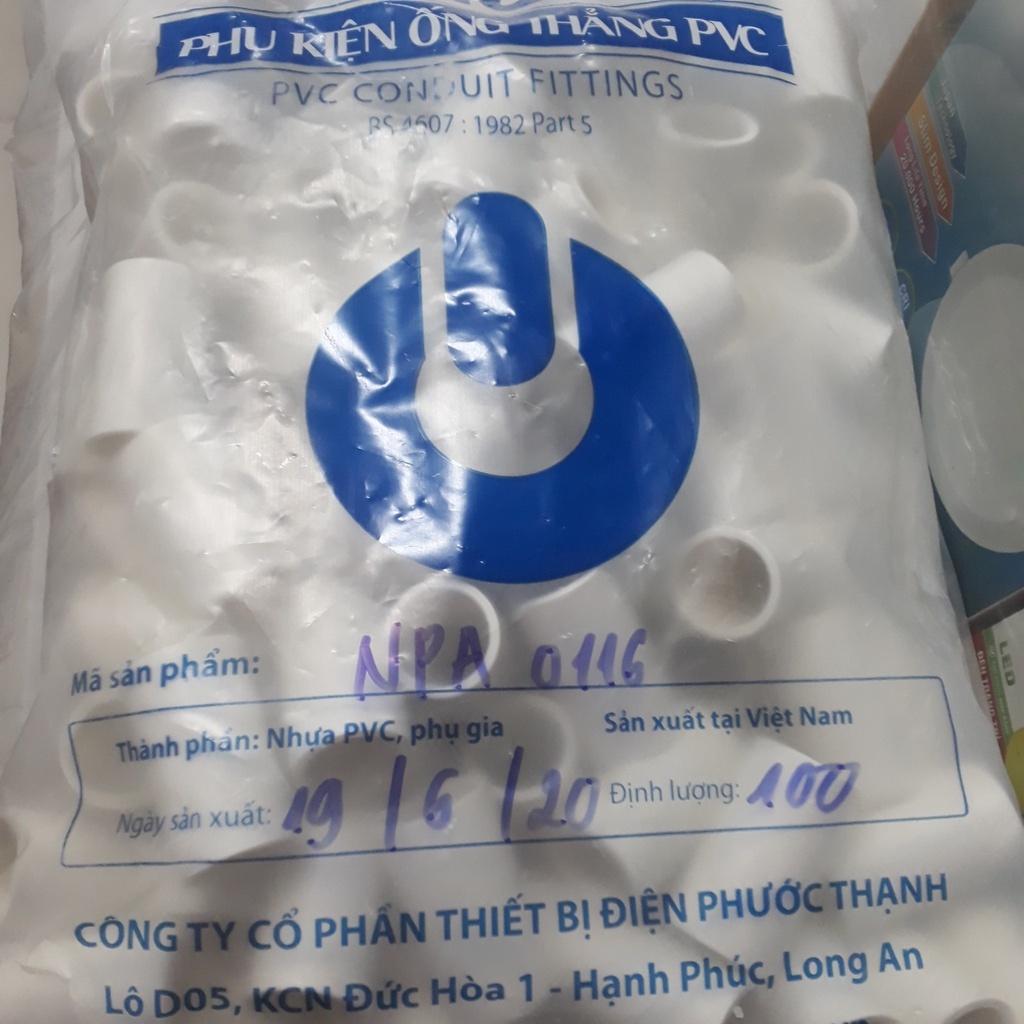 PHỤ KIỆN ỐNG THẲNG PVC
PVC CONDUIT FITTINGS
BS 4607 : 1982 Part 5
Mã sản phẩm: NPA 0116
Thành phần: Nhựa PVC, phụ gia
Sản xuất tại Việt Nam
Ngày sản xuất: 19/6/20
Định lượng: 100
CÔNG TY CỔ PHẦN THIẾT BỊ ĐIỆN PHƯỚC THẠNH
Lô D05, KCN Đức Hòa 1 - Hạnh Phúc, Long An
Slim Design
LED